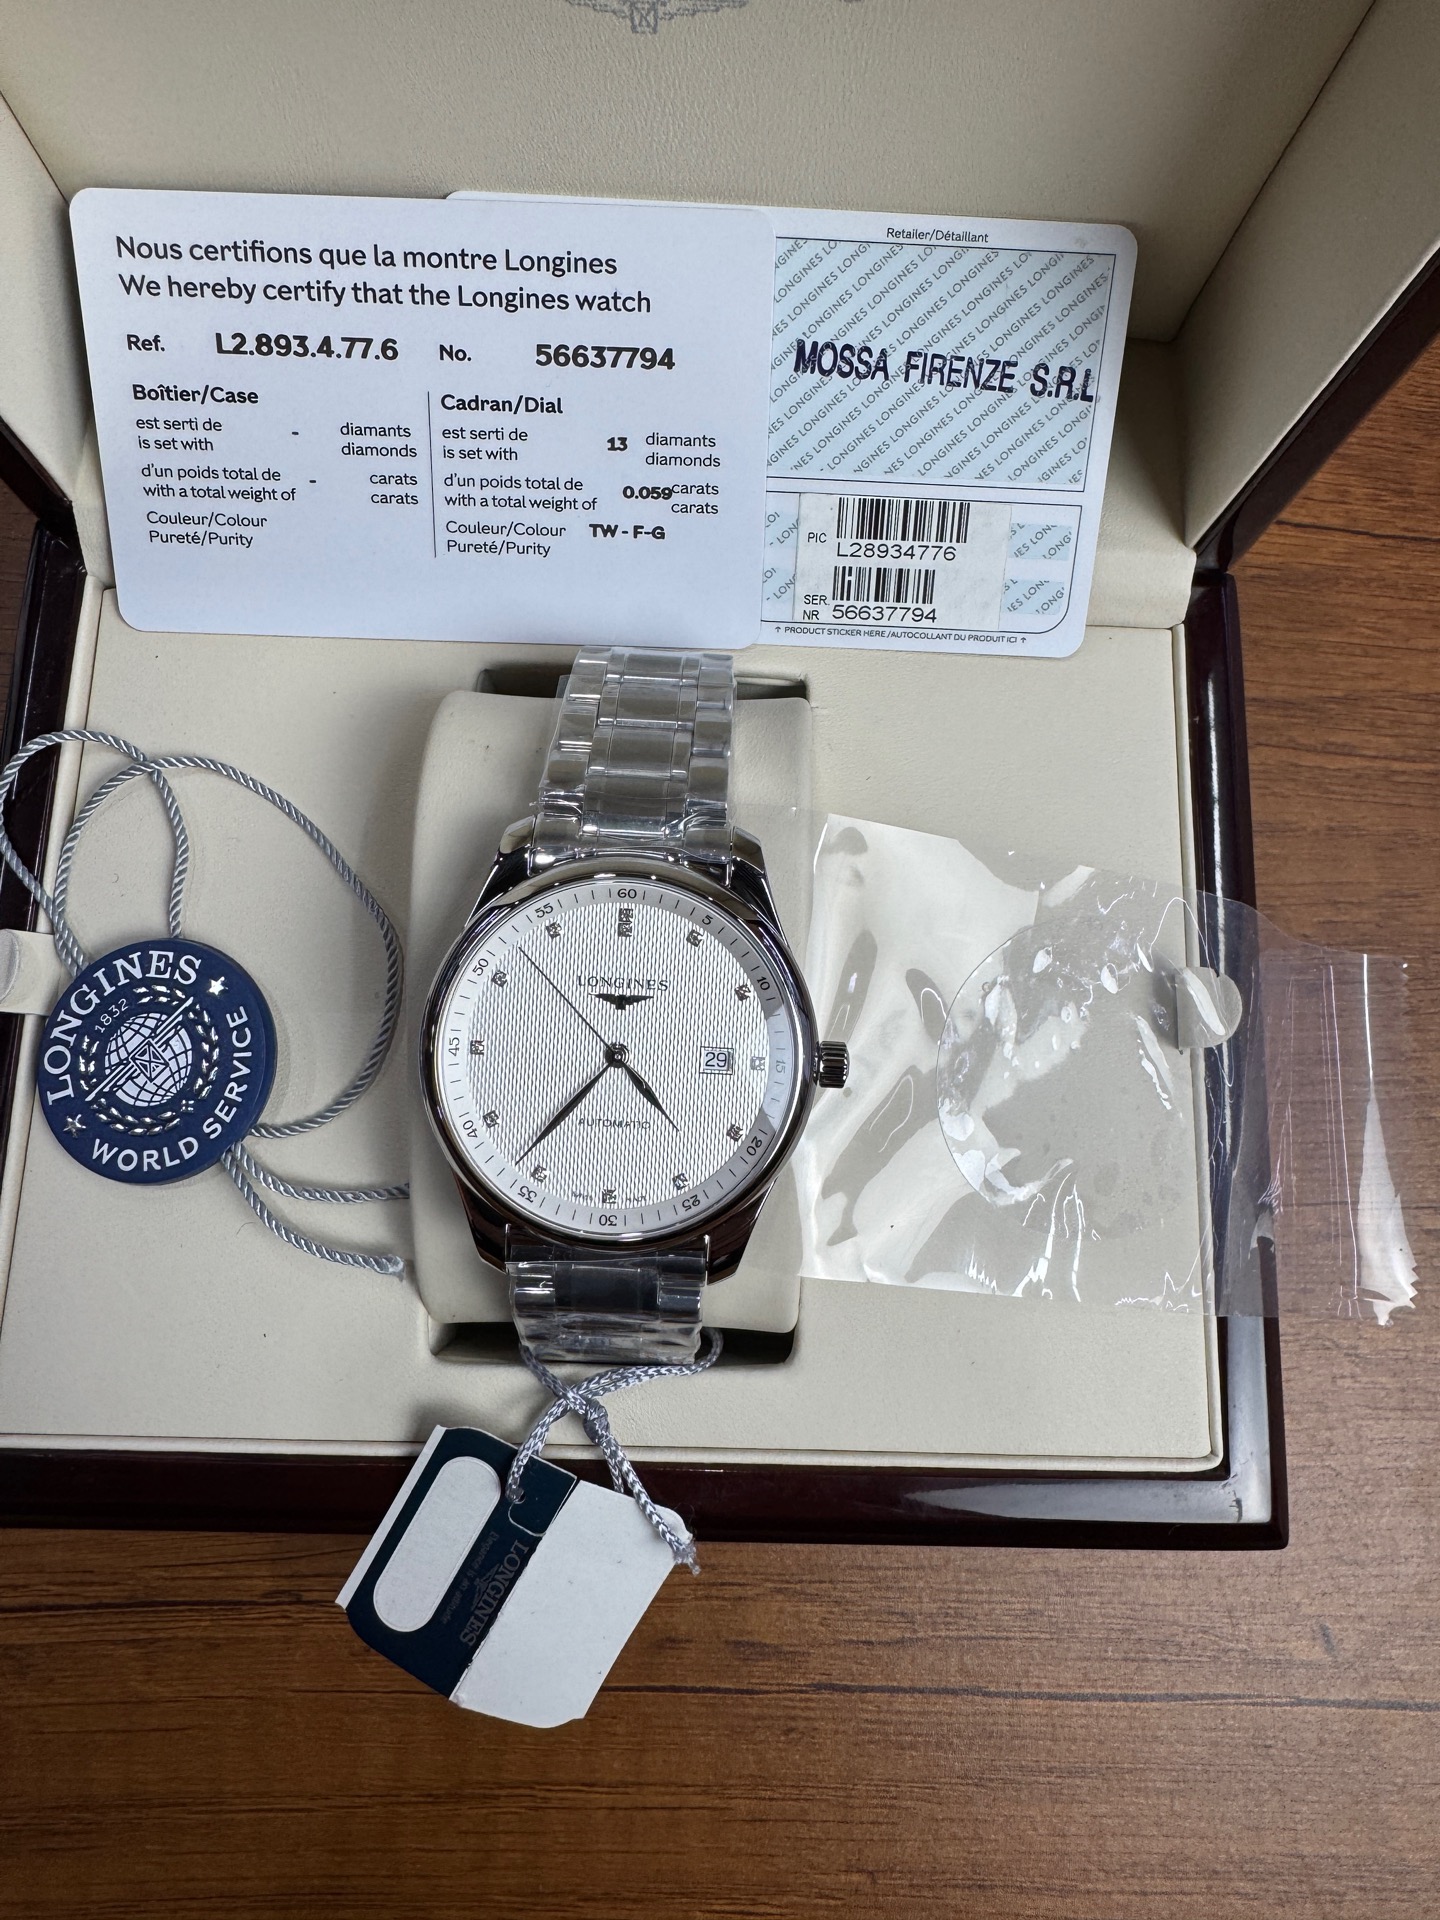 Nous certifions que la montre Longines
We hereby certify that the Longines watch
Ref. L2.893.4.77.6 No. 56637794
Boîtier/Case
est serti de
is set with
-
diamants
diamonds
d'un poids total de
with a total weight of
-
carats
carats
Couleur/Colour
Pureté/Purity
Cadran/Dial
est serti de
is set with
13
diamants
diamonds
d'un poids total de
with a total weight of
0.059
carats
carats
Couleur/Colour TW - F-G
Pureté/Purity
Retailer/Détaillant
MOSSA FIRENZE S.R.L
PIC
L28934776
SER.
NR 56637794
↑ PRODUCT STICKER HERE / AUTOCOLLANT DU PRODUIT ICI ↑
LONGINES
1832
WORLD SERVICE
60
5
10
15
20
25
30
35
40
45
50
55
LONGINES
29
AUTOMATIC
LONGINES
Elegance is an attitude